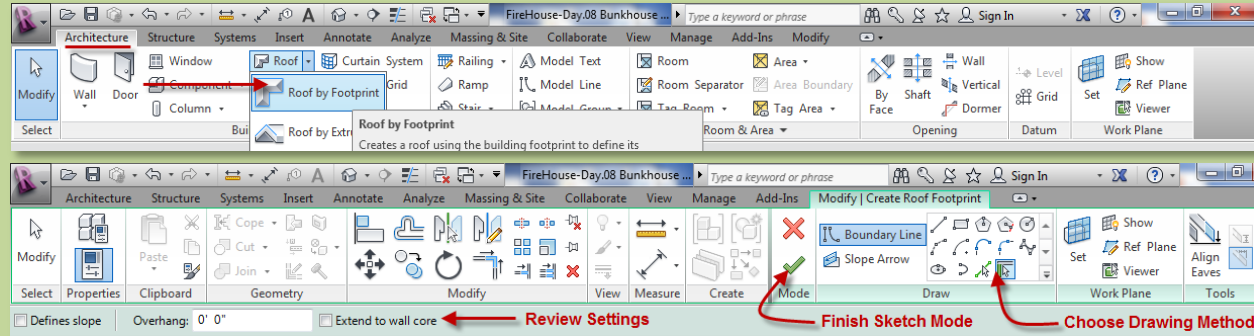 FireHouse-Day.08 Bunkhouse ... Type a keyword or phrase Sign In
Architecture Structure Systems Insert Annotate Analyze Massing & Site Collaborate View Manage Add-Ins Modify
Window Roof Curtain System Railing Model Text Room Area Wall Level Show
Modify Wall Door Component Roof by Footprint Grid Ramp Model Line Room Separator Area Boundary By Face Shaft Vertical Grid Set Ref Plane
Column Roof by Extru Stair Model Group Tag Room Tag Area Dormer Viewer
Roof by Footprint
Creates a roof using the building footprint to define its
Select Bui Room & Area Opening Datum Work Plane
FireHouse-Day.08 Bunkhouse ... Type a keyword or phrase Sign In
Architecture Structure Systems Insert Annotate Analyze Massing & Site Collaborate View Manage Add-Ins Modify | Create Roof Footprint
Modify Paste Cope Cut Join Boundary Line Slope Arrow Set Show Ref Plane Viewer Align Eaves
Select Properties Clipboard Geometry Modify View Measure Create Mode Draw Work Plane Tools
Defines slope Overhang: 0' 0" Extend to wall core Review Settings Finish Sketch Mode Choose Drawing Method